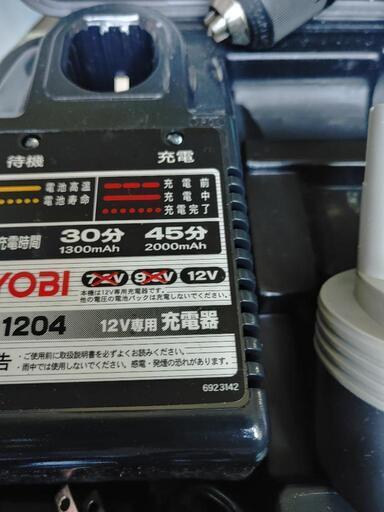 待機 充電
電池高温 充電前
電池寿命 充電中
充電完了
充電時間 30分 45分
1300mAh 2000mAh
YOBI 7.2V 9.6V 12V
本機は12V専用充電器です。
他の電圧の電池パックは充電しないでください。
1204 12V専用 充電器
告 ・ご使用前に取扱説明書を必ずよくお読みください。
・雨中では使用しないでください。感電・発煙の恐れがあります。
6923142